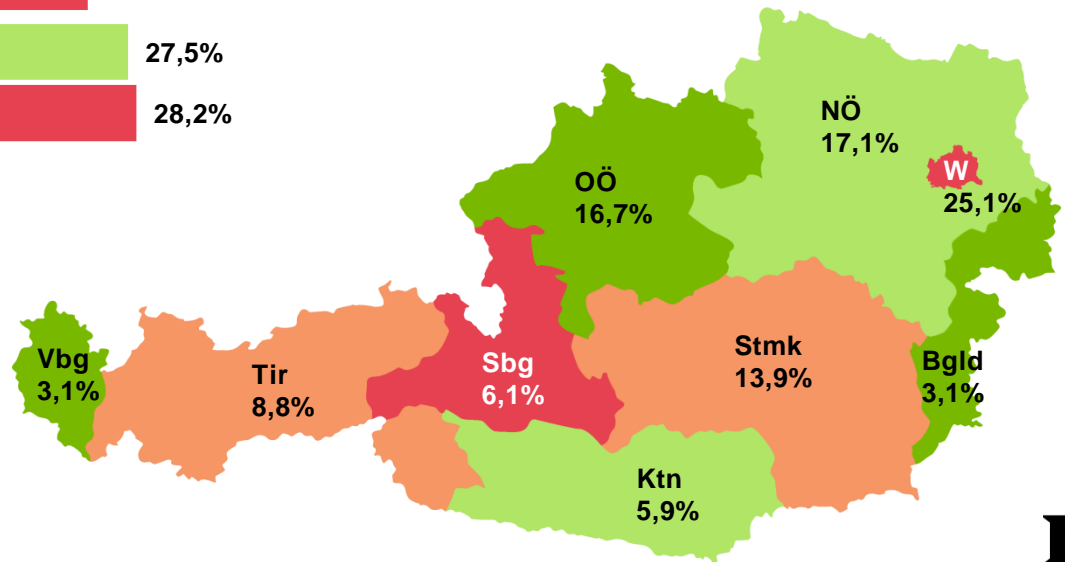 27,5%
28,2%
NÖ
17,1%
W
25,1%
OÖ
16,7%
Vbg
3,1%
Tir
8,8%
Sbg
6,1%
Stmk
13,9%
Bgld
3,1%
Ktn
5,9%